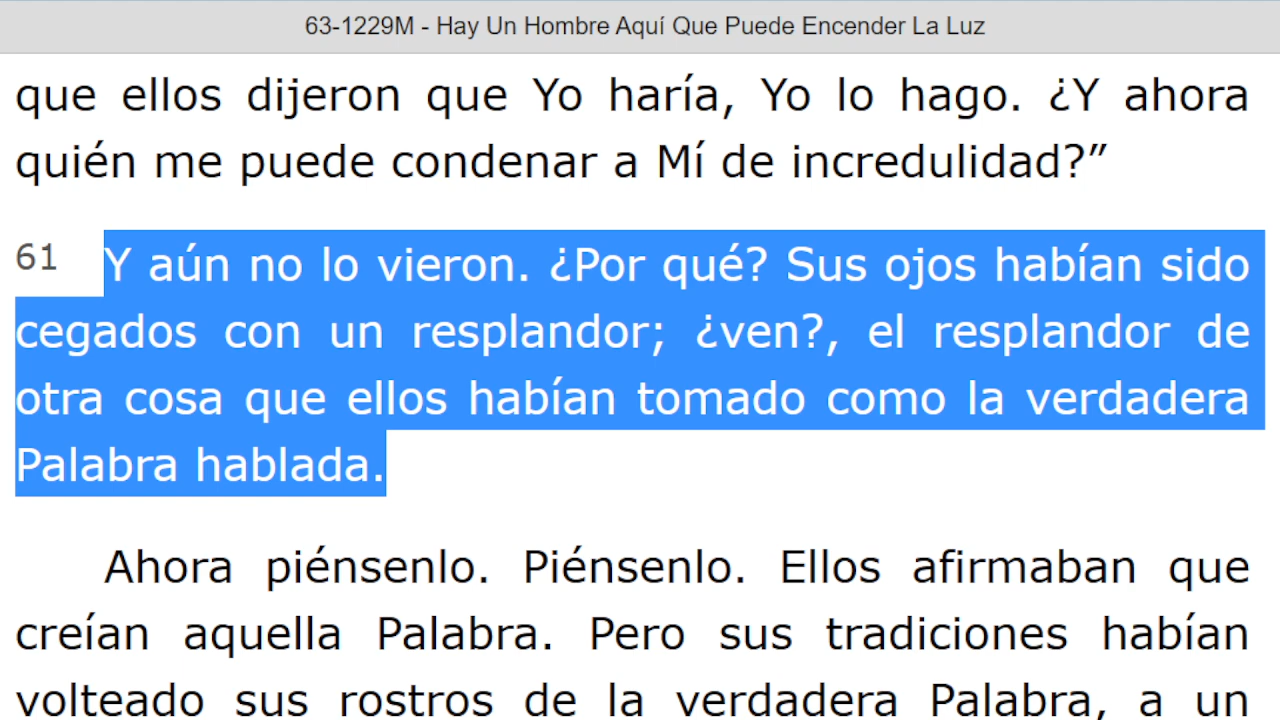 63-1229M - Hay Un Hombre Aquí Que Puede Encender La Luz
que ellos dijeron que Yo haría, Yo lo hago. ¿Y ahora
quién me puede condenar a Mí de incredulidad?”
61 Y aún no lo vieron. ¿Por qué? Sus ojos habían sido
cegados con un resplandor; ¿ven?, el resplandor de
otra cosa que ellos habían tomado como la verdadera
Palabra hablada.
Ahora piénsenlo. Piénsenlo. Ellos afirmaban que
creían aquella Palabra. Pero sus tradiciones habían
volteado sus rostros de la verdadera Palabra, a un